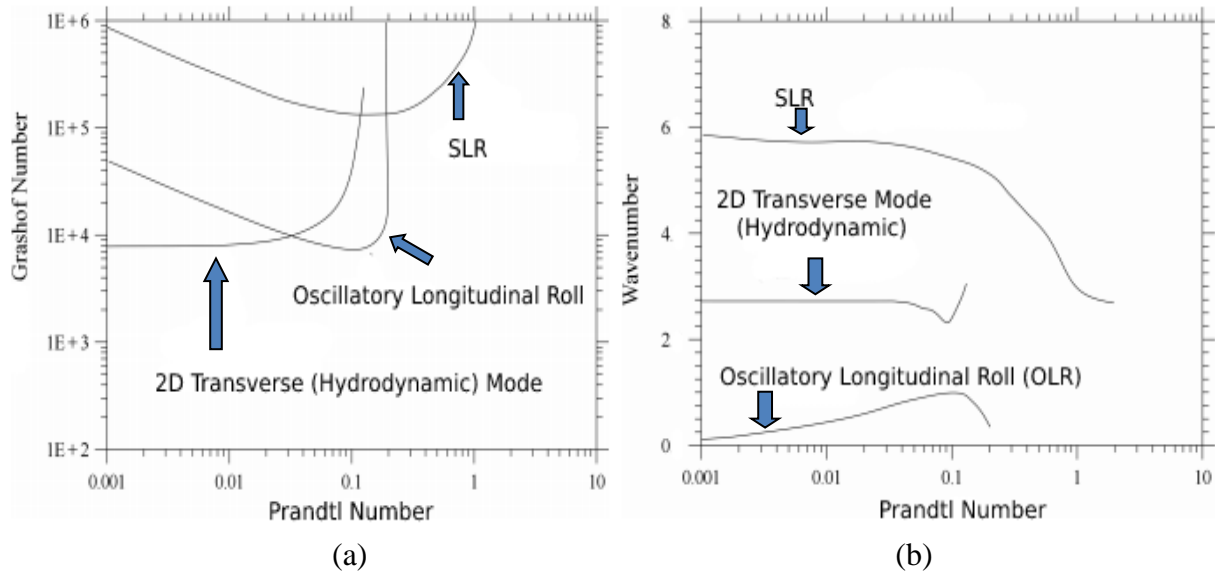 1E+6
1E+5
1E+4
1E+3
1E+2
Grashof Number
SLR
Oscillatory Longitudinal Roll
2D Transverse (Hydrodynamic) Mode
0.001
0.01
0.1
1
10
Prandtl Number
(a)
8
6
4
2
0
Wavenumber
SLR
2D Transverse Mode
(Hydrodynamic)
Oscillatory Longitudinal Roll (OLR)
0.001
0.01
0.1
1
10
Prandtl Number
(b)